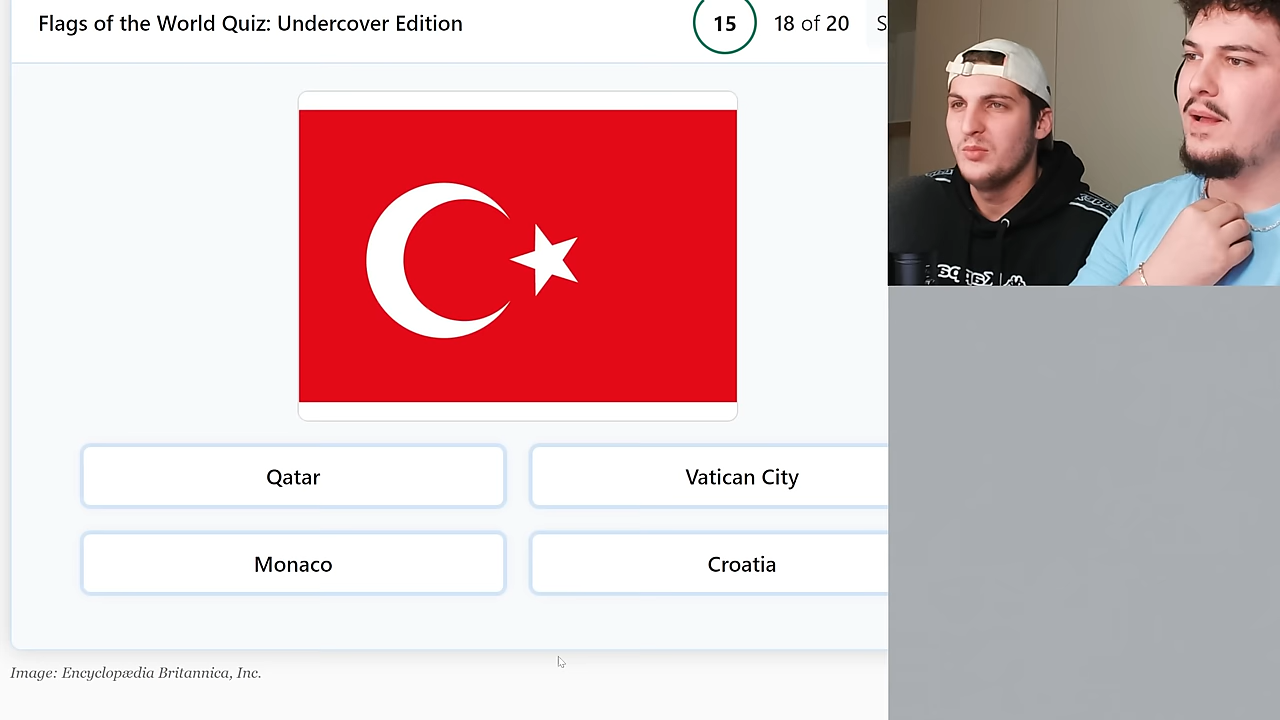 Flags of the World Quiz: Undercover Edition
15
18 of 20
S
Qatar
Vatican City
Monaco
Croatia
Image: Encyclopædia Britannica, Inc.